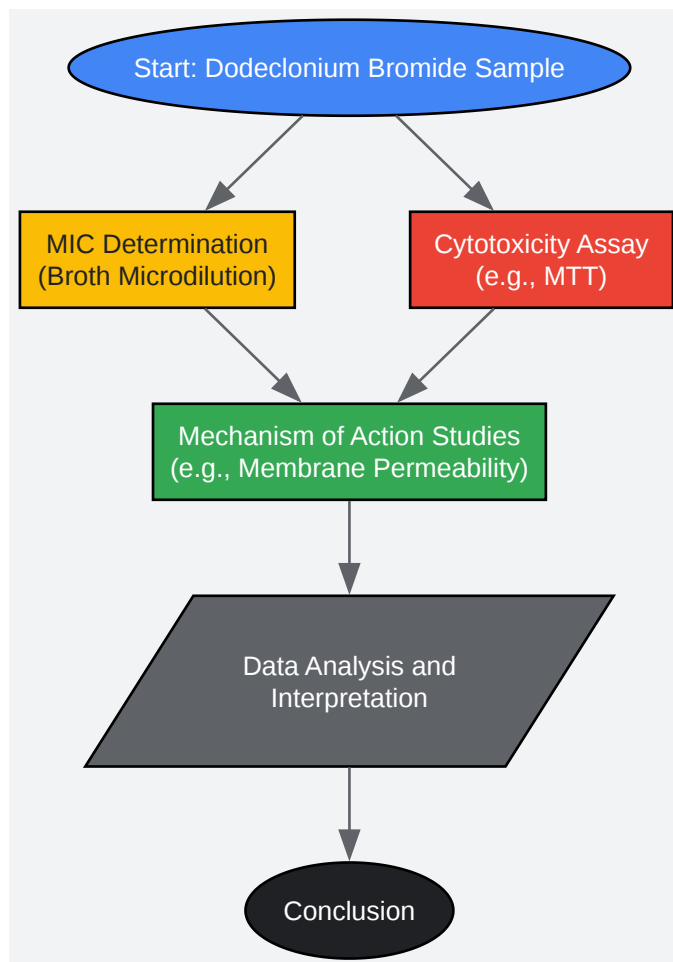 Start: Dodeclonium Bromide Sample
MIC Determination
(Broth Microdilution)
Cytotoxicity Assay
(e.g., MTT)
Mechanism of Action Studies
(e.g., Membrane Permeability)
Data Analysis and
Interpretation
Conclusion